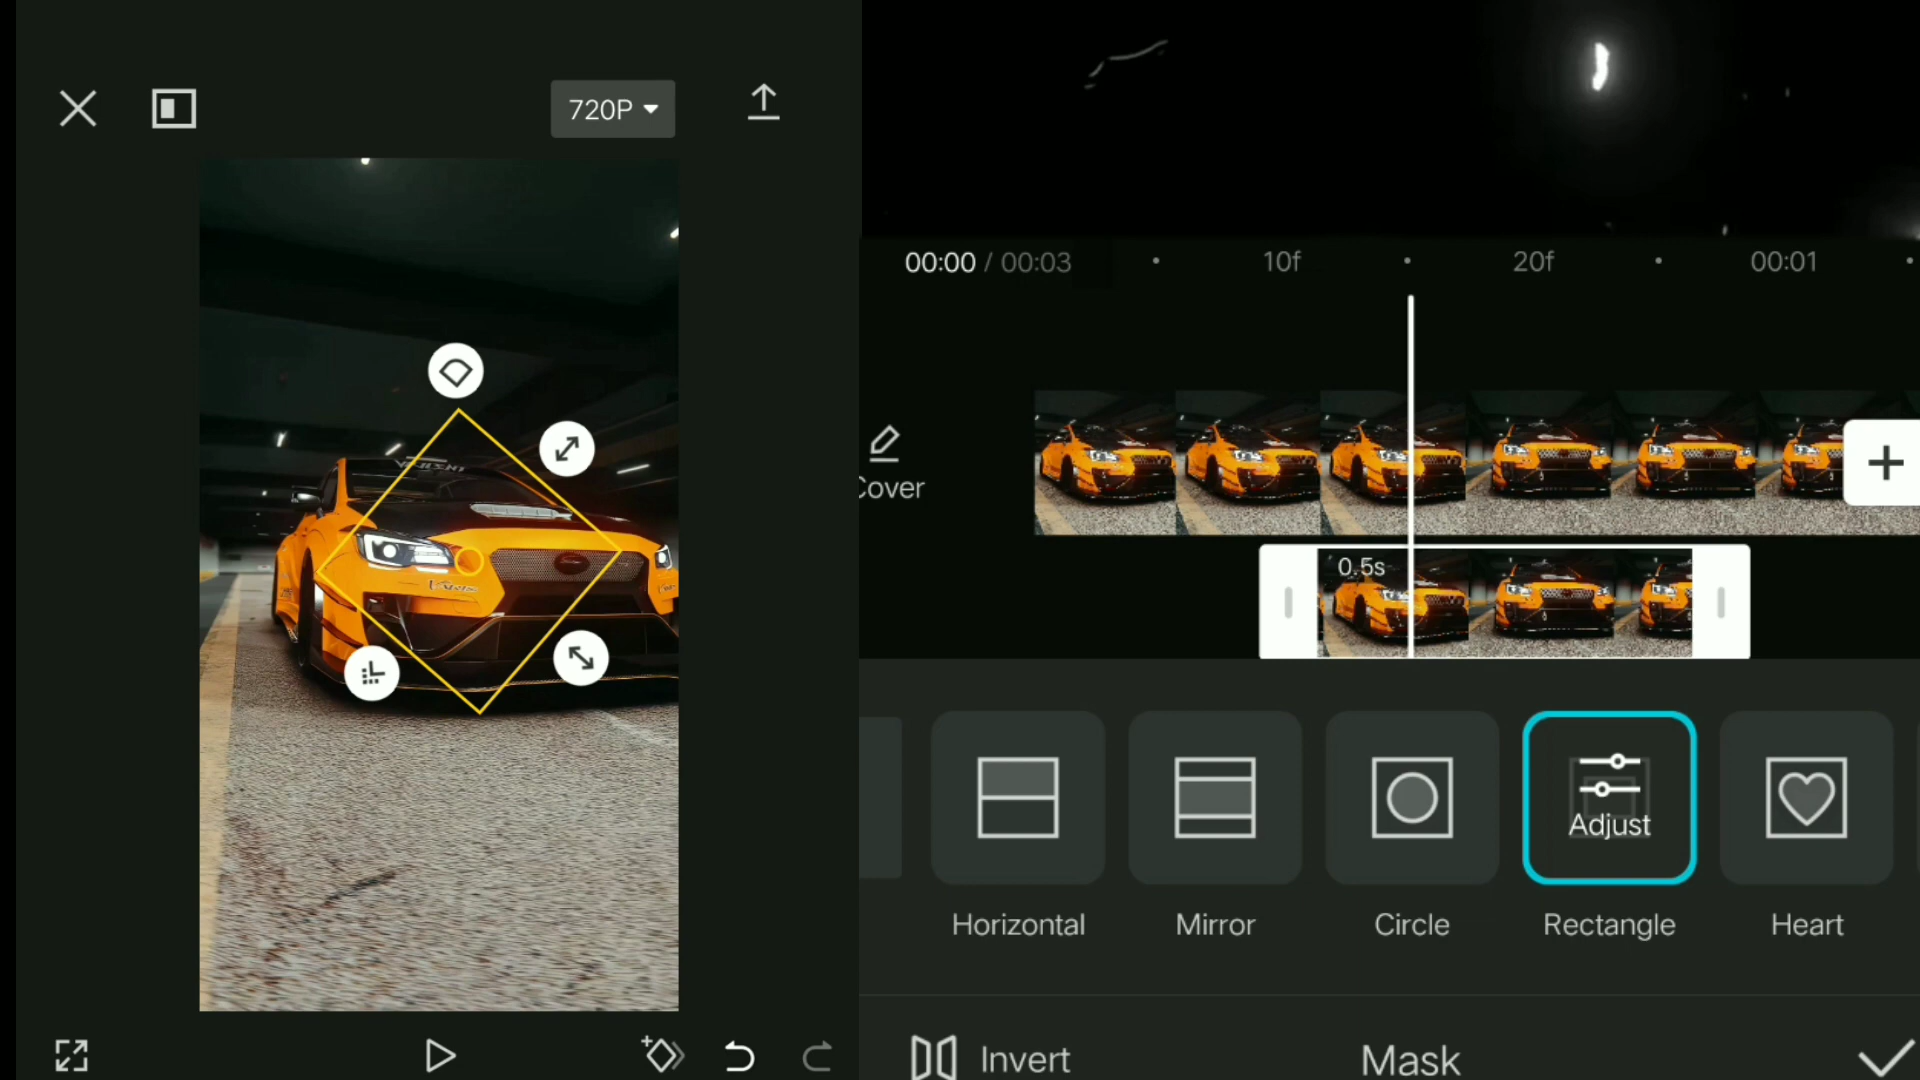 720P
00:00 / 00:03
10f
20f
00:01
Cover
0.5s
Adjust
Horizontal
Mirror
Circle
Rectangle
Heart
Invert
Mask